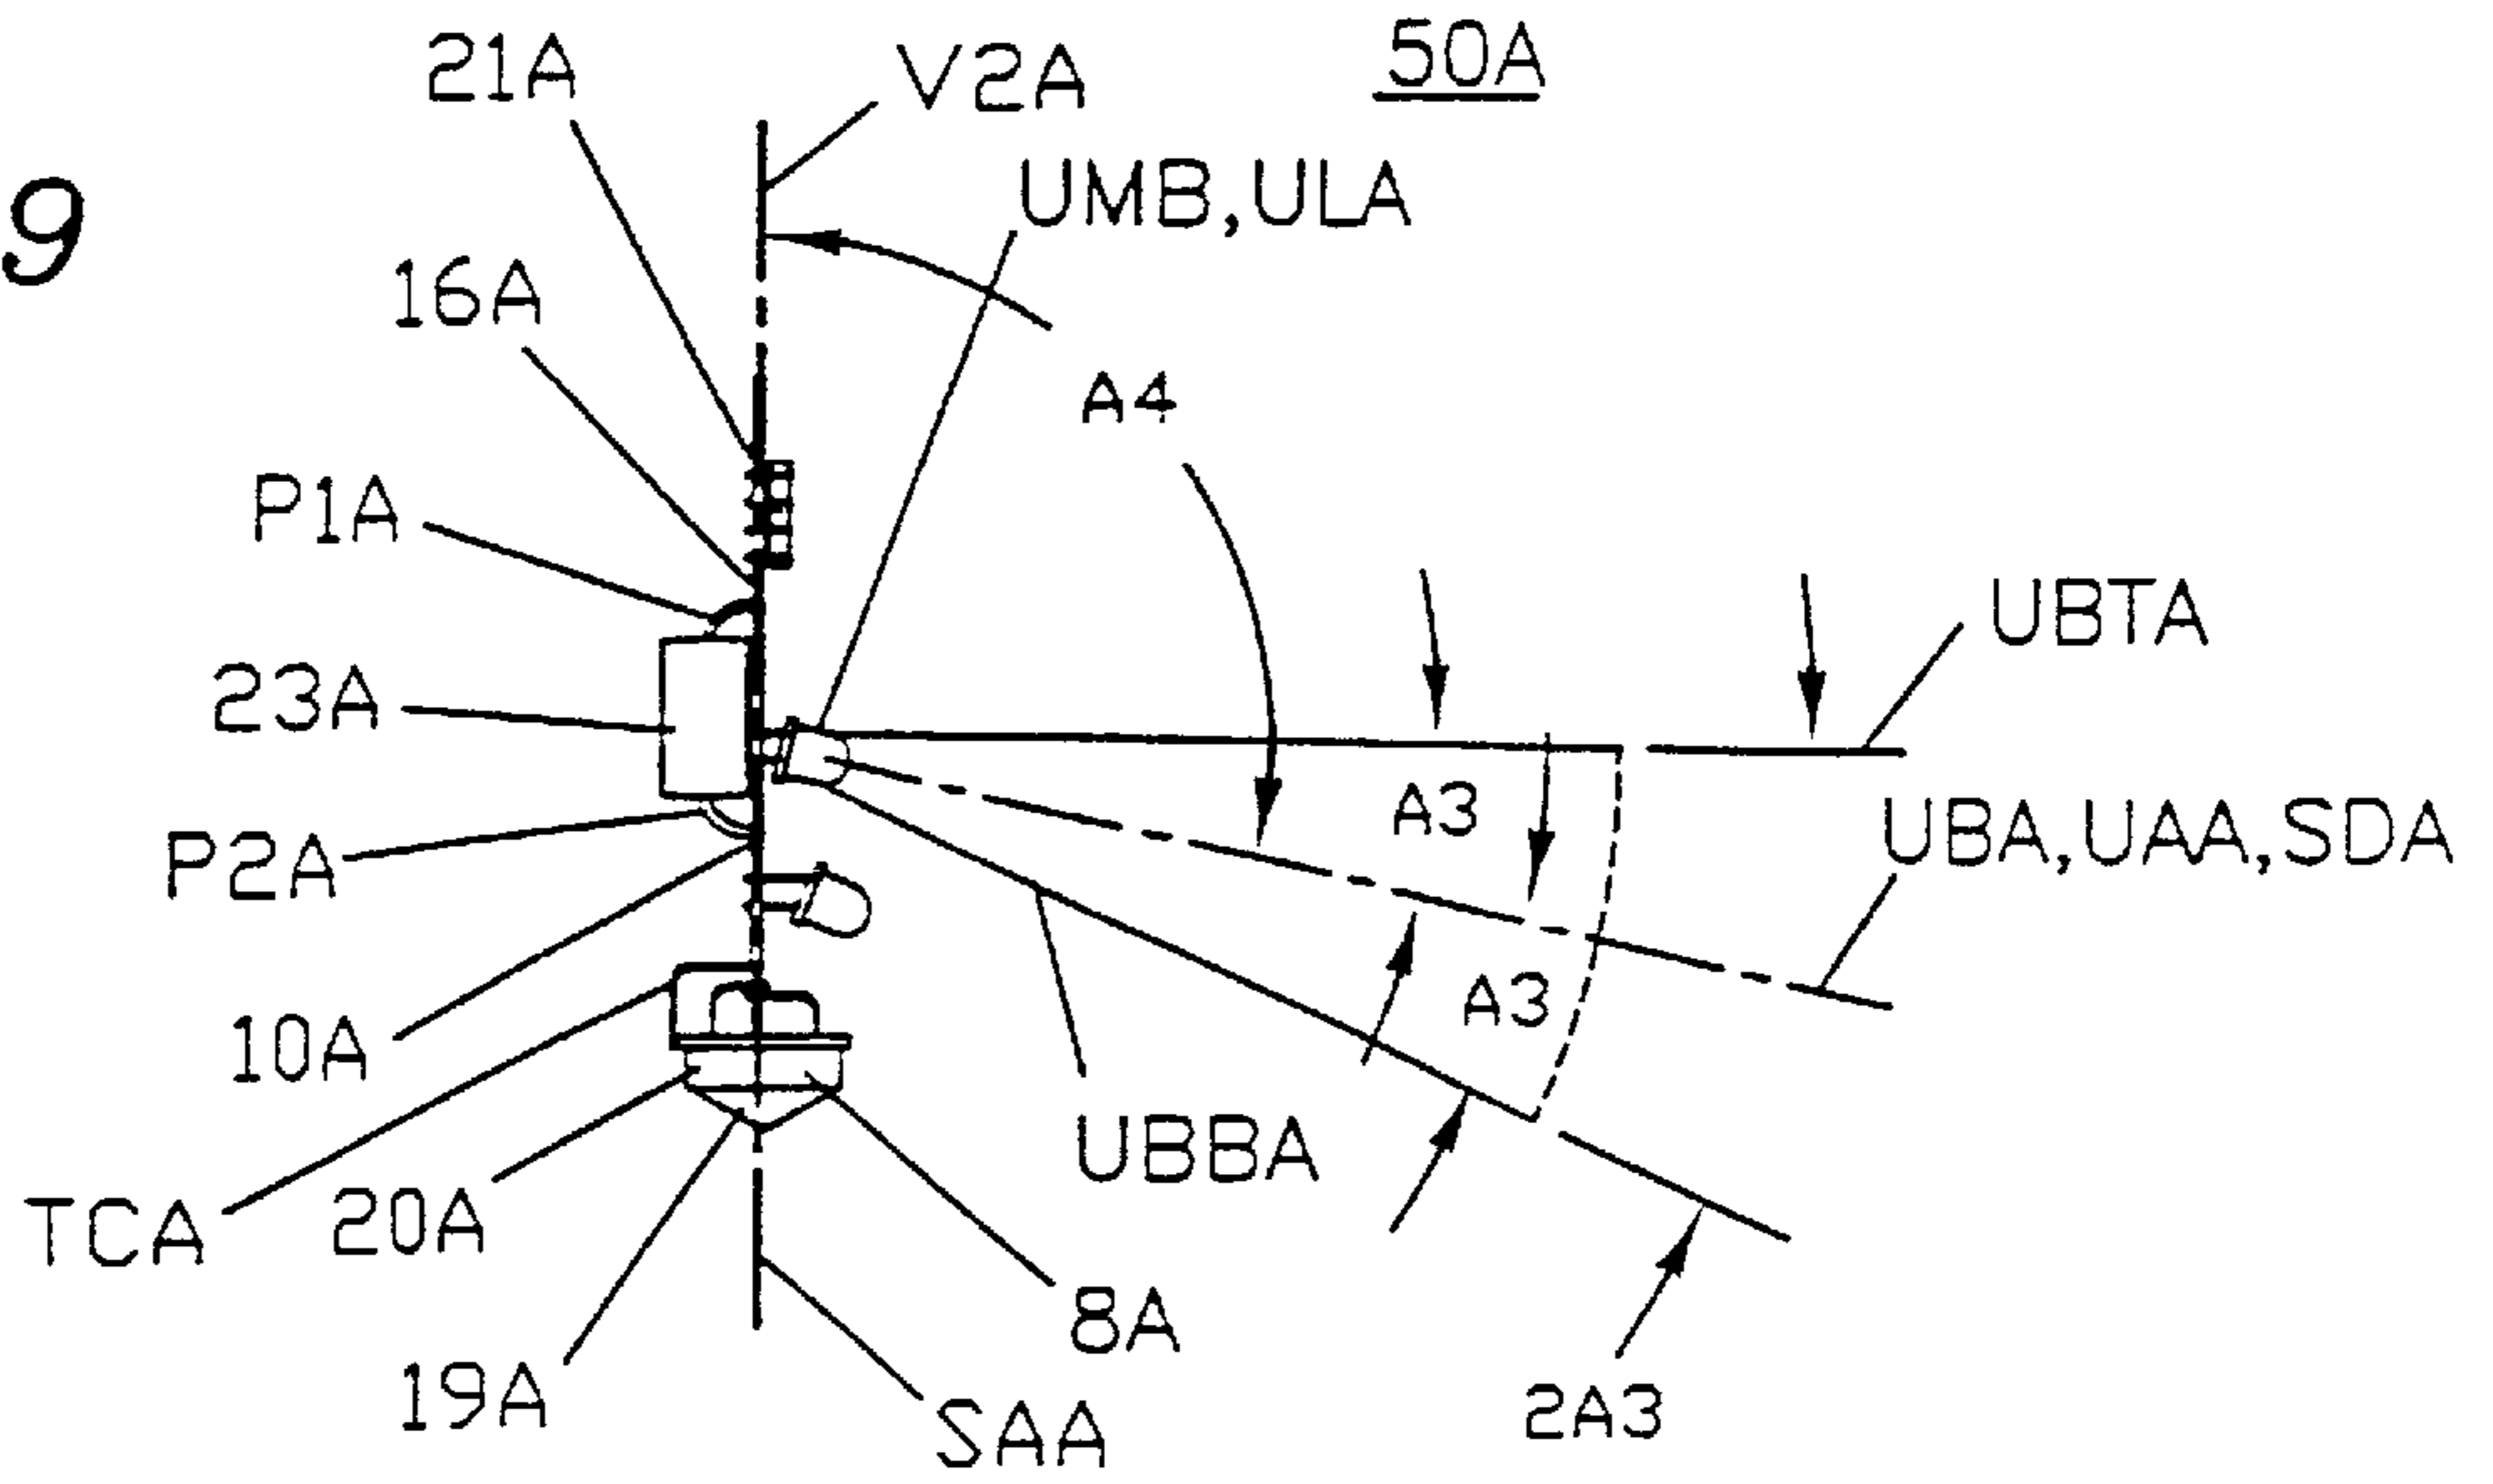 21A
V2A
50A
UMB,ULA
9
16A
A4
P1A
UBTA
23A
A3
UBA,UAA,SDA
P2A
A3
10A
UBBA
TCA
20A
8A
19A
SAA
2A3